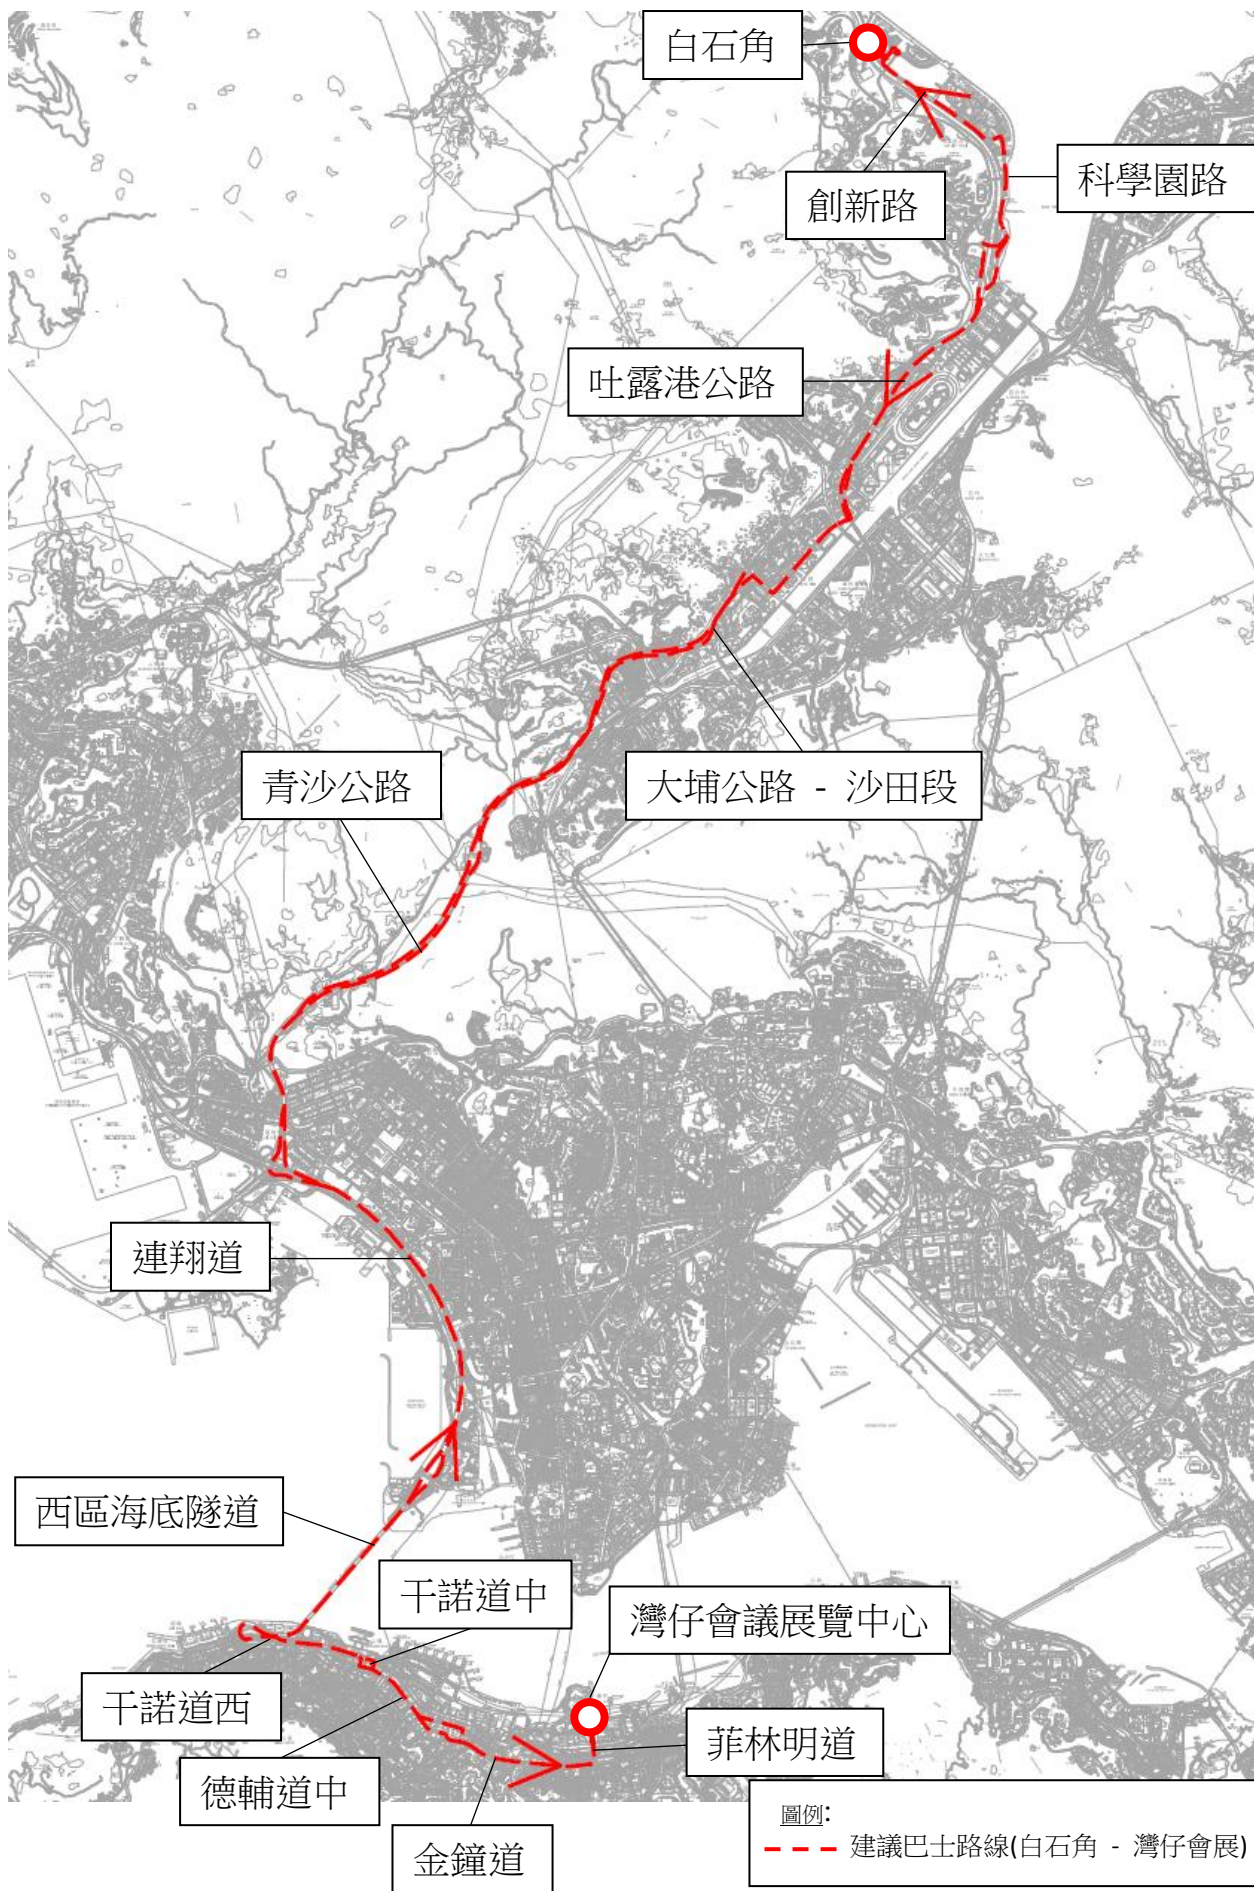 白石角
科學園路
創新路
吐露港公路
青沙公路
大埔公路 - 沙田段
連翔道
西區海底隧道
干諾道中
灣仔會議展覽中心
干諾道西
菲林明道
德輔道中
金鐘道
圖例:
建議巴士路線(白石角 - 灣仔會展)